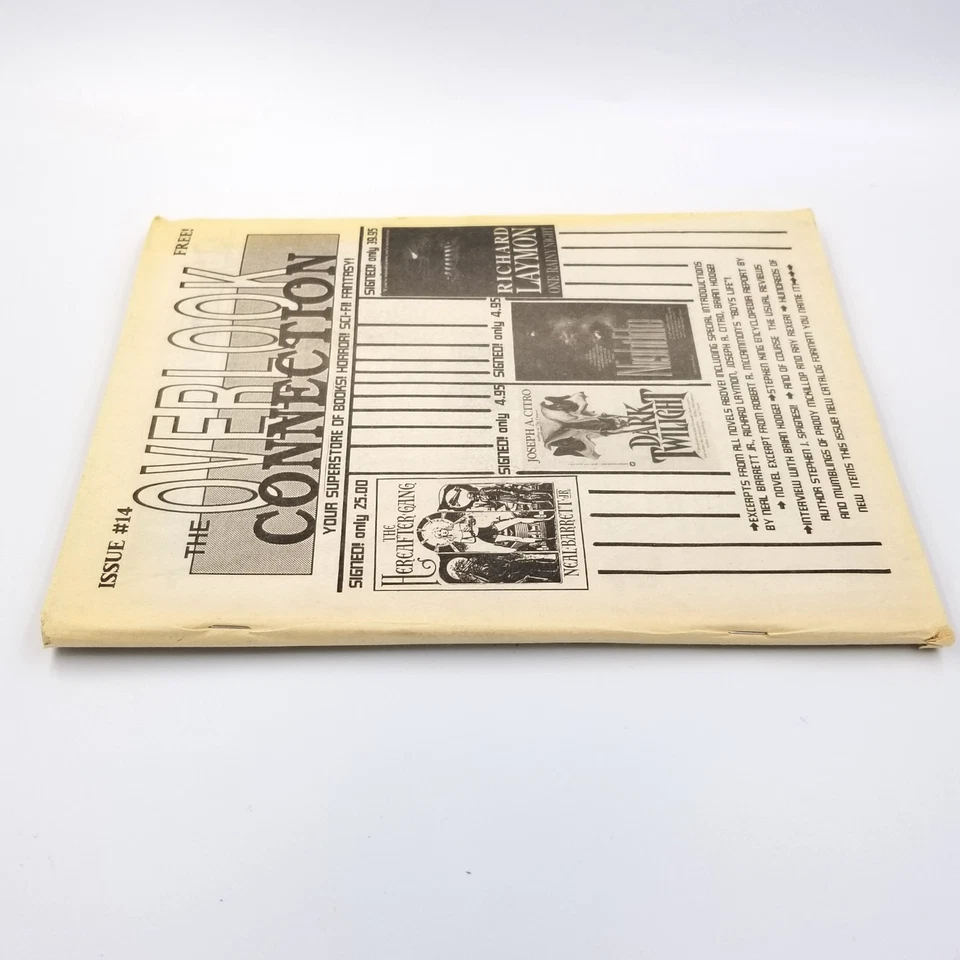 ISSUE #14
FREE!
THE OVERLOOK
CONNECTION
YOUR SUPERSTORE OF BOOKS! HORROR! SCI-FI! FANTASY!
SIGNED! only 25.00
THE
HEREAFTER GANG
NEAL BARRETT JR
SIGNED! only 4.95
JOSEPH A. CITRO
DARK
TWILIGHT
SIGNED! only 4.95
SIGNED! only 39.95
RICHARD
LAYMON
ONE RAINY NIGHT
➜EXCERPTS FROM ALL NOVELS ABOVE! INCLUDING SPECIAL INTRODUCTIONS
BY NEAL BARRETT JR, RICHARD LAYMON, JOSEPH A. CITRO, BRIAN HODGE!
➜ NOVEL EXCERPT FROM ROBERT R. MCCAMMON'S "BOYS LIFE"!
➜INTERVIEW WITH BRIAN HODGE! ➜STEPHEN KING ENCYCLOPEDIA REPORT BY
AUTHOR STEPHEN J. SPIGNESI! ➜ AND OF COURSE THE USUAL REVIEWS
AND MUMBLINGS OF PADDY MCKILLOP AND RAY REXER! ➜ HUNDREDS OF
NEW ITEMS THIS ISSUE! NEW CATALOG FORMAT! YOU NAME IT!